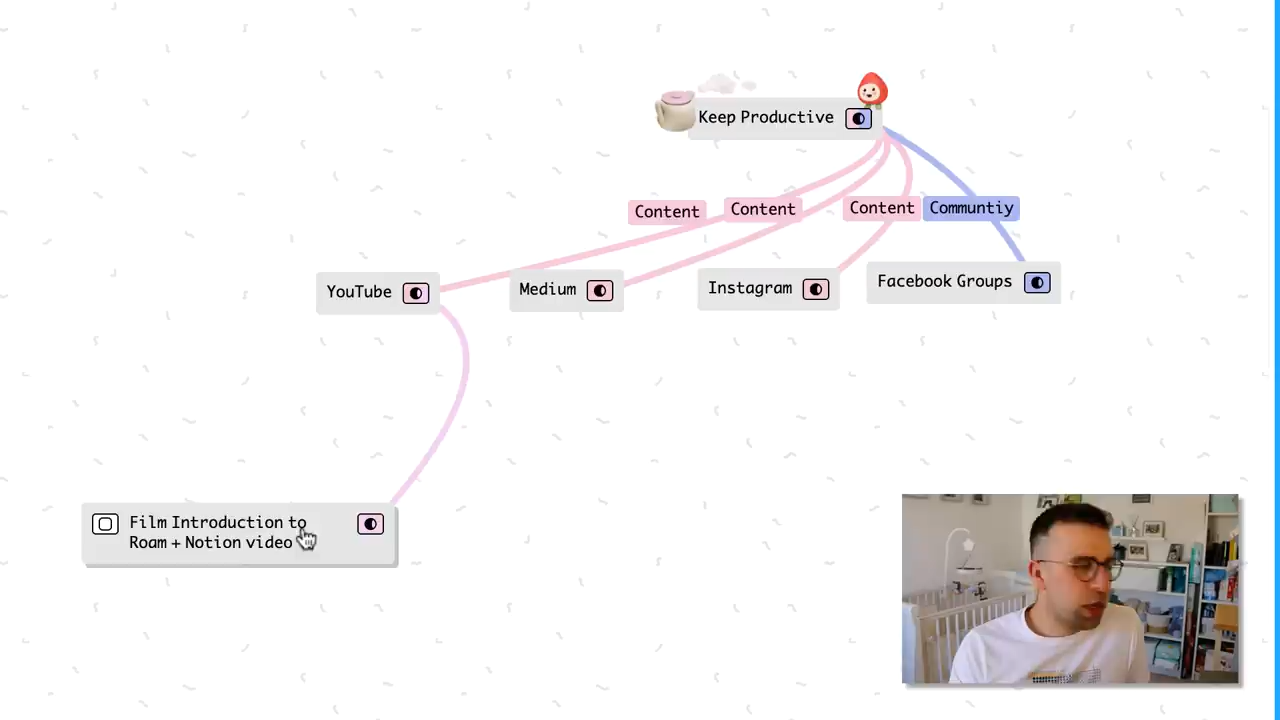 Keep Productive
Content
Content
Content
Communtiy
YouTube
Medium
Instagram
Facebook Groups
Film Introduction to
Roam + Notion video